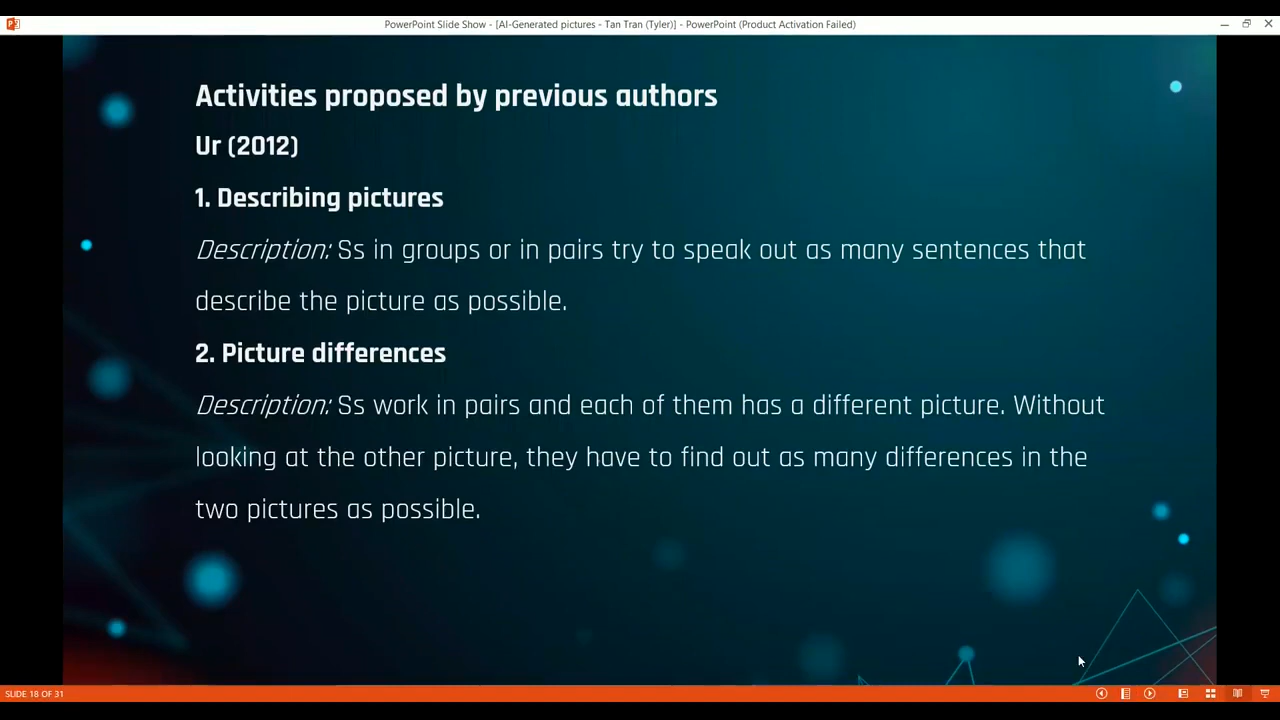 PowerPoint Slide Show - [AI-Generated pictures - Tan Tran (Tyler)] - PowerPoint (Product Activation Failed)
Activities proposed by previous authors
Ur (2012)
1. Describing pictures
Description: Ss in groups or in pairs try to speak out as many sentences that
describe the picture as possible.
2. Picture differences
Description: Ss work in pairs and each of them has a different picture. Without
looking at the other picture, they have to find out as many differences in the
two pictures as possible.
SLIDE 18 OF 31